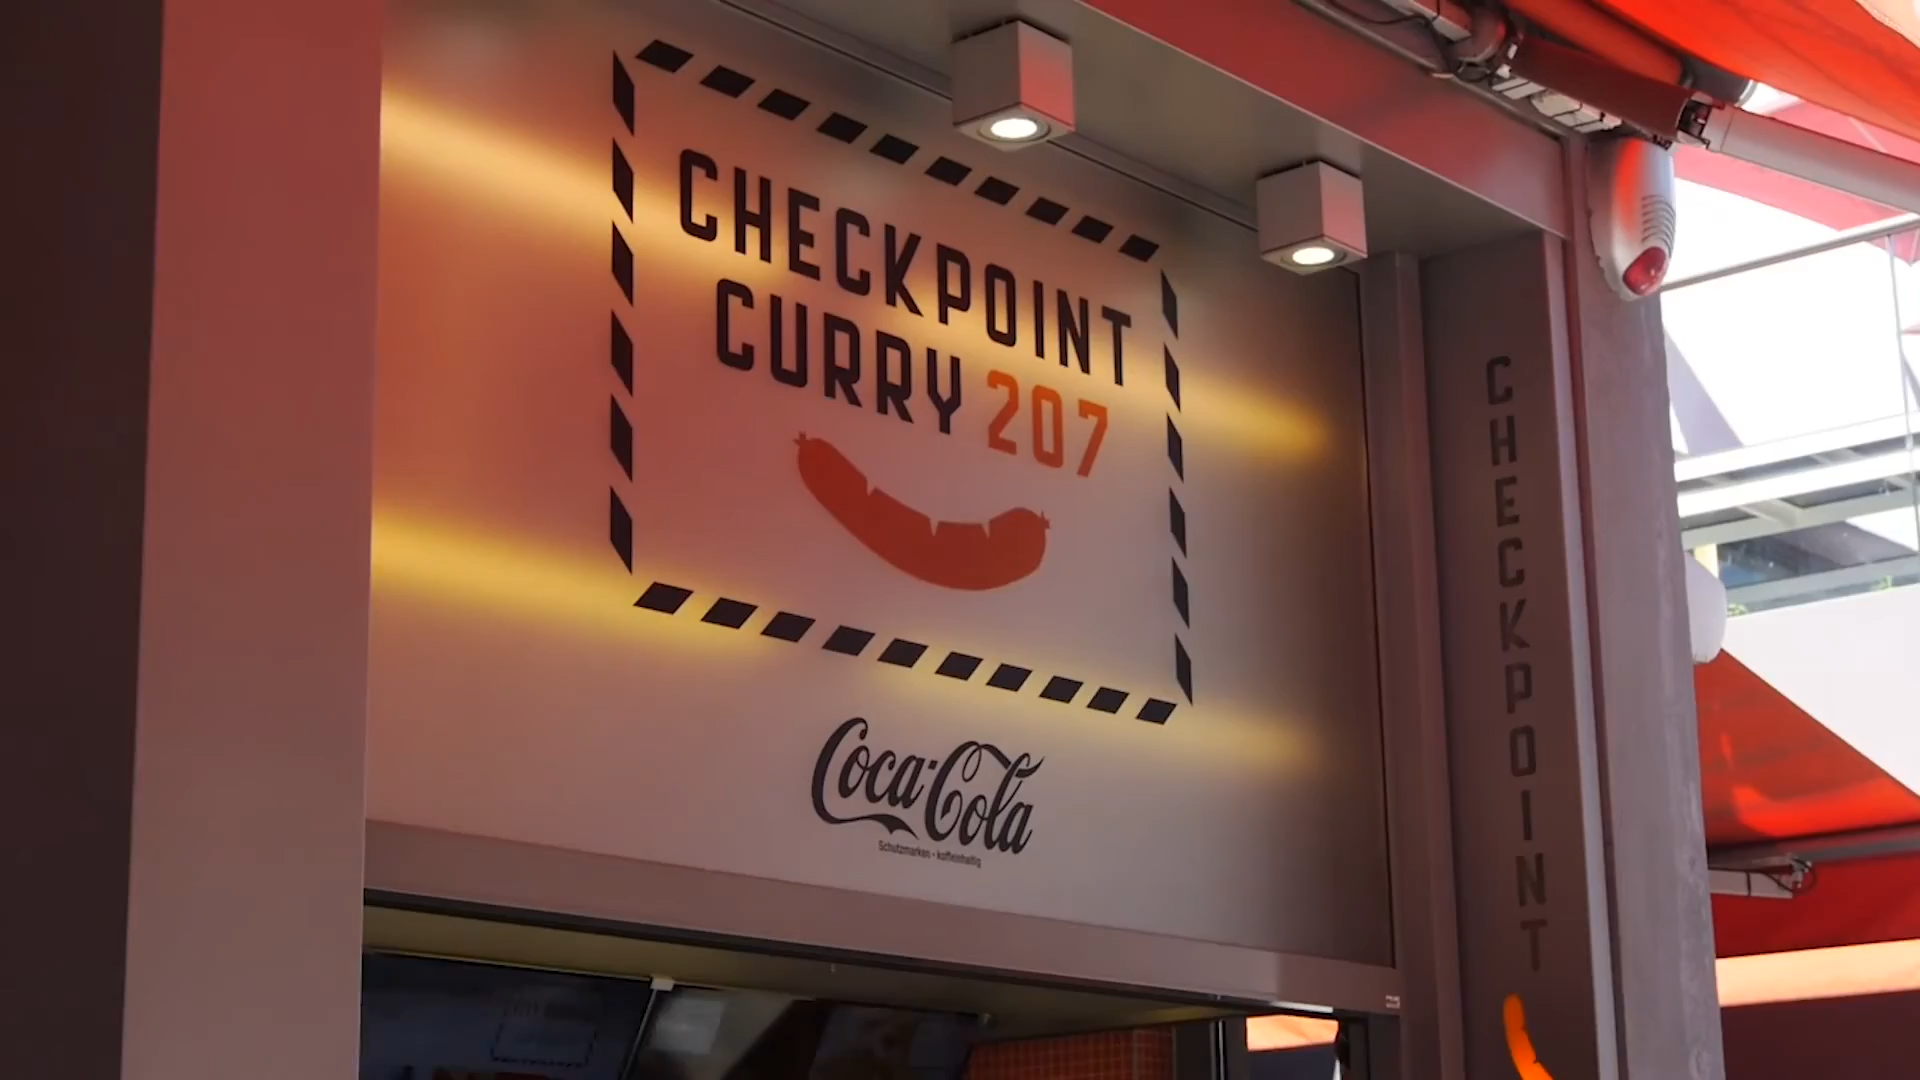 CHECKPOINT
CURRY 207
Coca-Cola
Schutzmarken • koffeinhaltig
CHECKPOINT